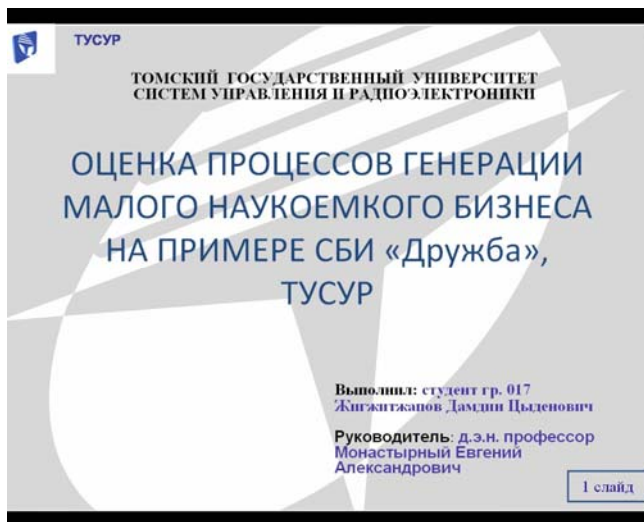 ТУСУР
ТОМСКИЙ ГОСУДАРСТВЕННЫЙ УНИВЕРСИТЕТ
СИСТЕМ УПРАВЛЕНИЯ И РАДИОЭЛЕКТРОНИКИ
ОЦЕНКА ПРОЦЕССОВ ГЕНЕРАЦИИ
МАЛОГО НАУКОЕМКОГО БИЗНЕСА
НА ПРИМЕРЕ СБИ «Дружба»,
ТУСУР
Выполнил: студент гр. 017
Жигжитжапов Дамдин Цыденович
Руководитель: д.э.н. профессор
Монастырный Евгений
Александрович
1 слайд